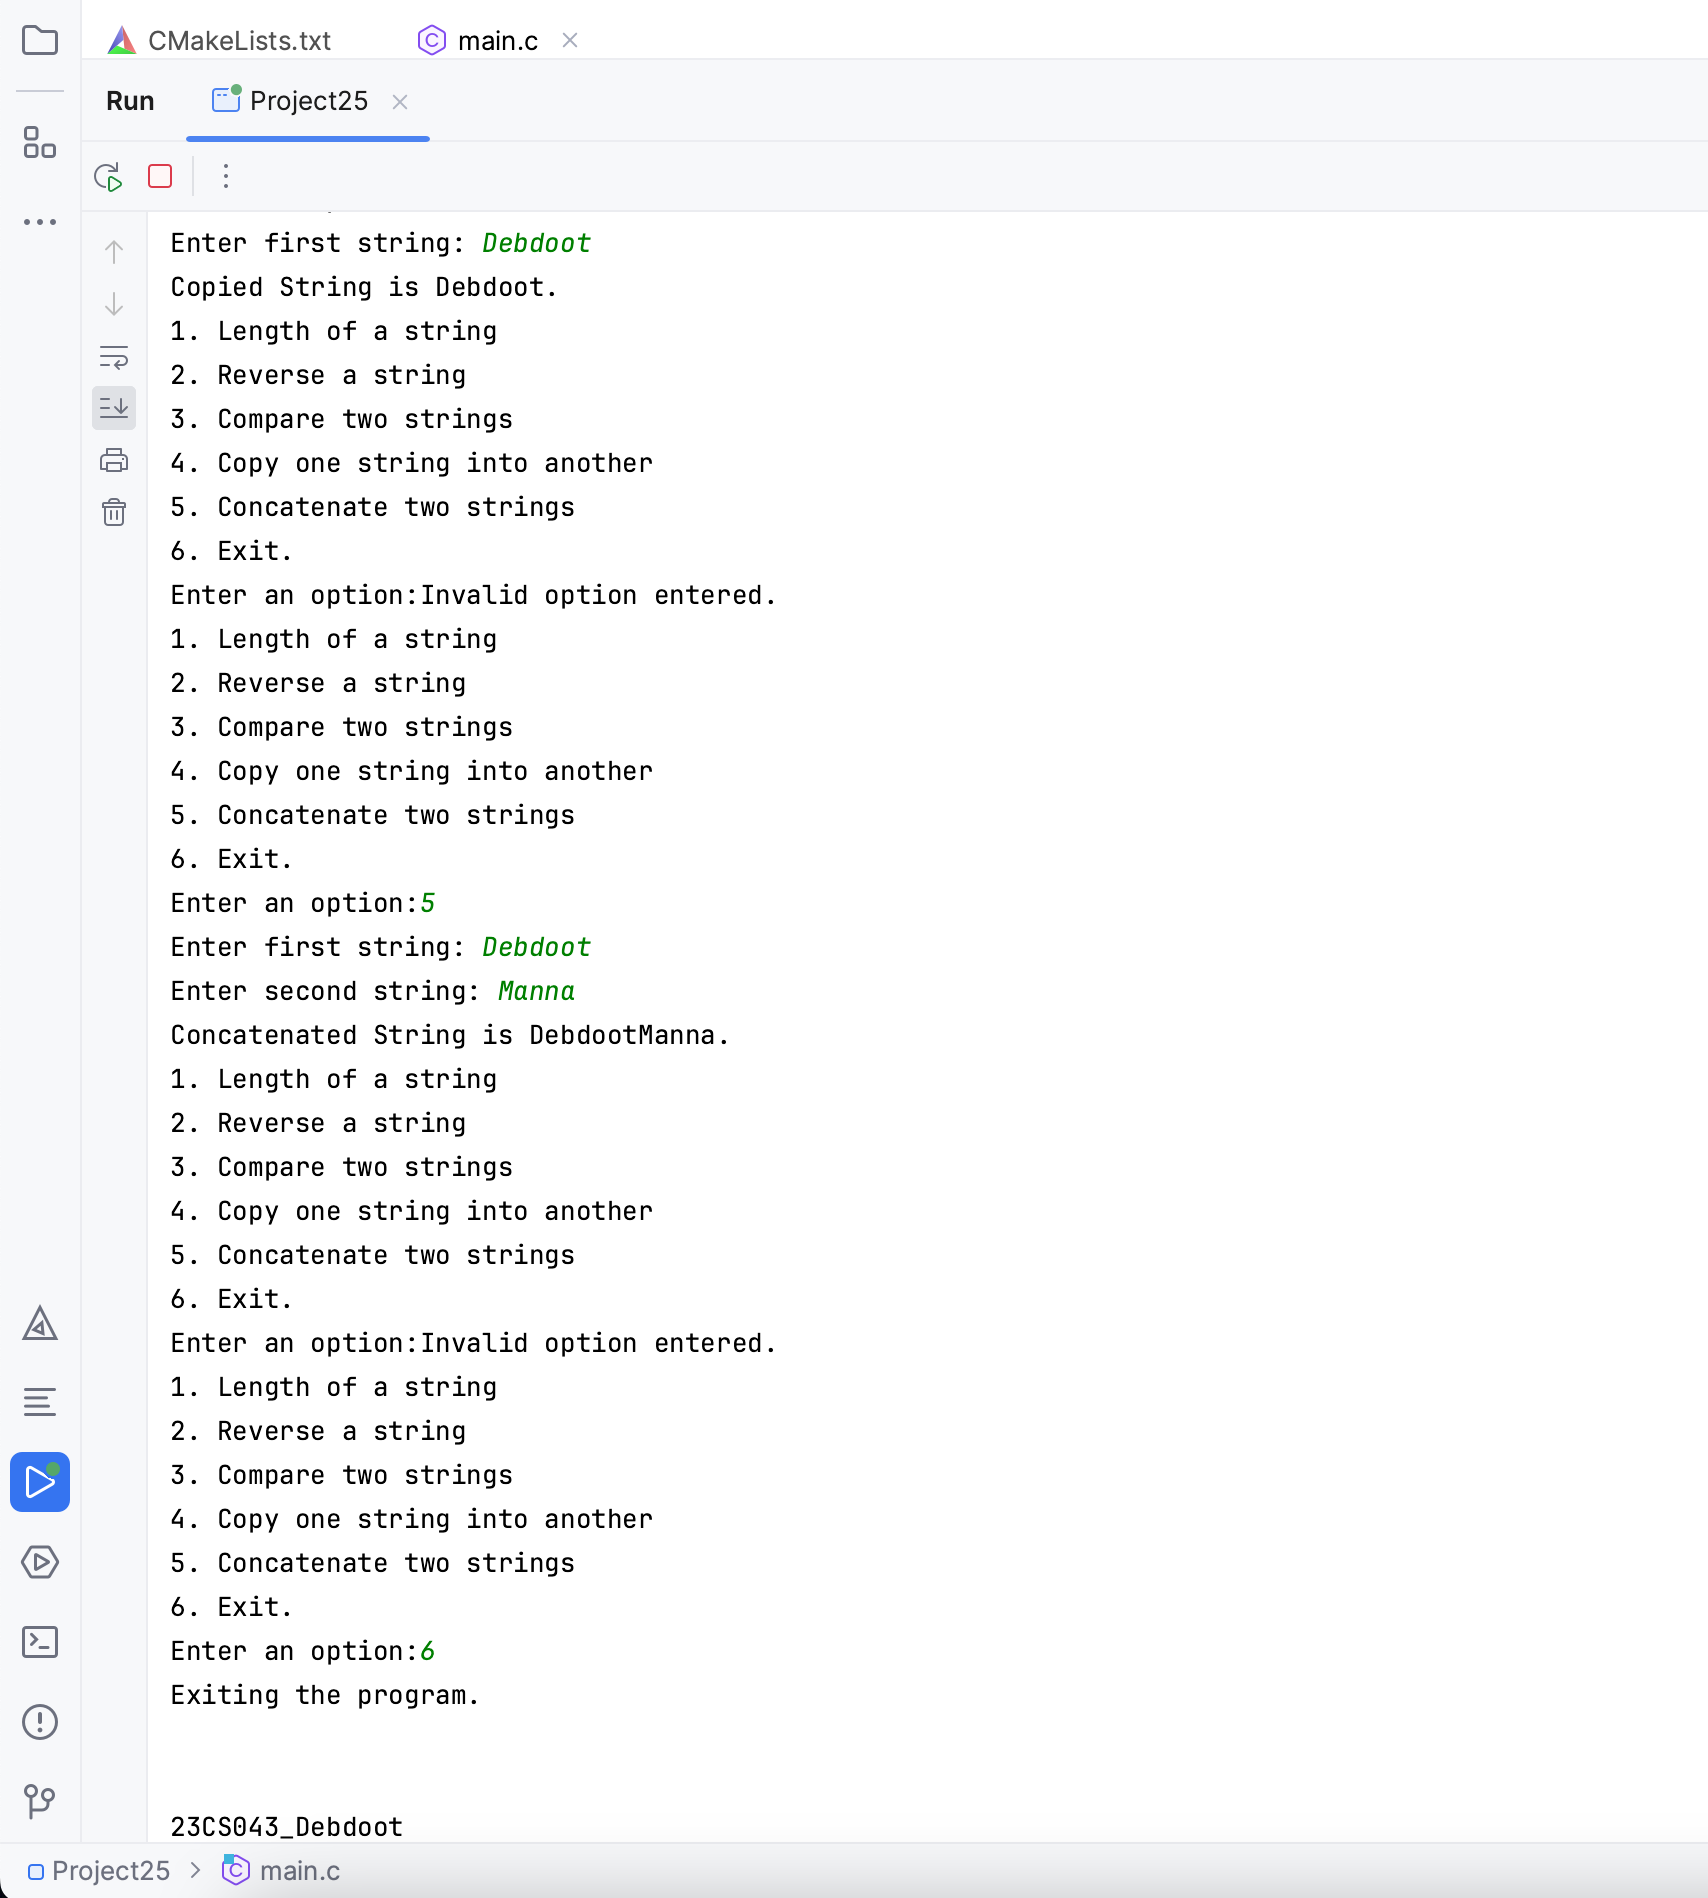 CMakeLists.txt main.c
Run Project25
Enter first string: Debdoot
Copied String is Debdoot.
1. Length of a string
2. Reverse a string
3. Compare two strings
4. Copy one string into another
5. Concatenate two strings
6. Exit.
Enter an option:Invalid option entered.
1. Length of a string
2. Reverse a string
3. Compare two strings
4. Copy one string into another
5. Concatenate two strings
6. Exit.
Enter an option:5
Enter first string: Debdoot
Enter second string: Manna
Concatenated String is DebdootManna.
1. Length of a string
2. Reverse a string
3. Compare two strings
4. Copy one string into another
5. Concatenate two strings
6. Exit.
Enter an option:Invalid option entered.
1. Length of a string
2. Reverse a string
3. Compare two strings
4. Copy one string into another
5. Concatenate two strings
6. Exit.
Enter an option:6
Exiting the program.
23CS043_Debdoot
Project25 > main.c